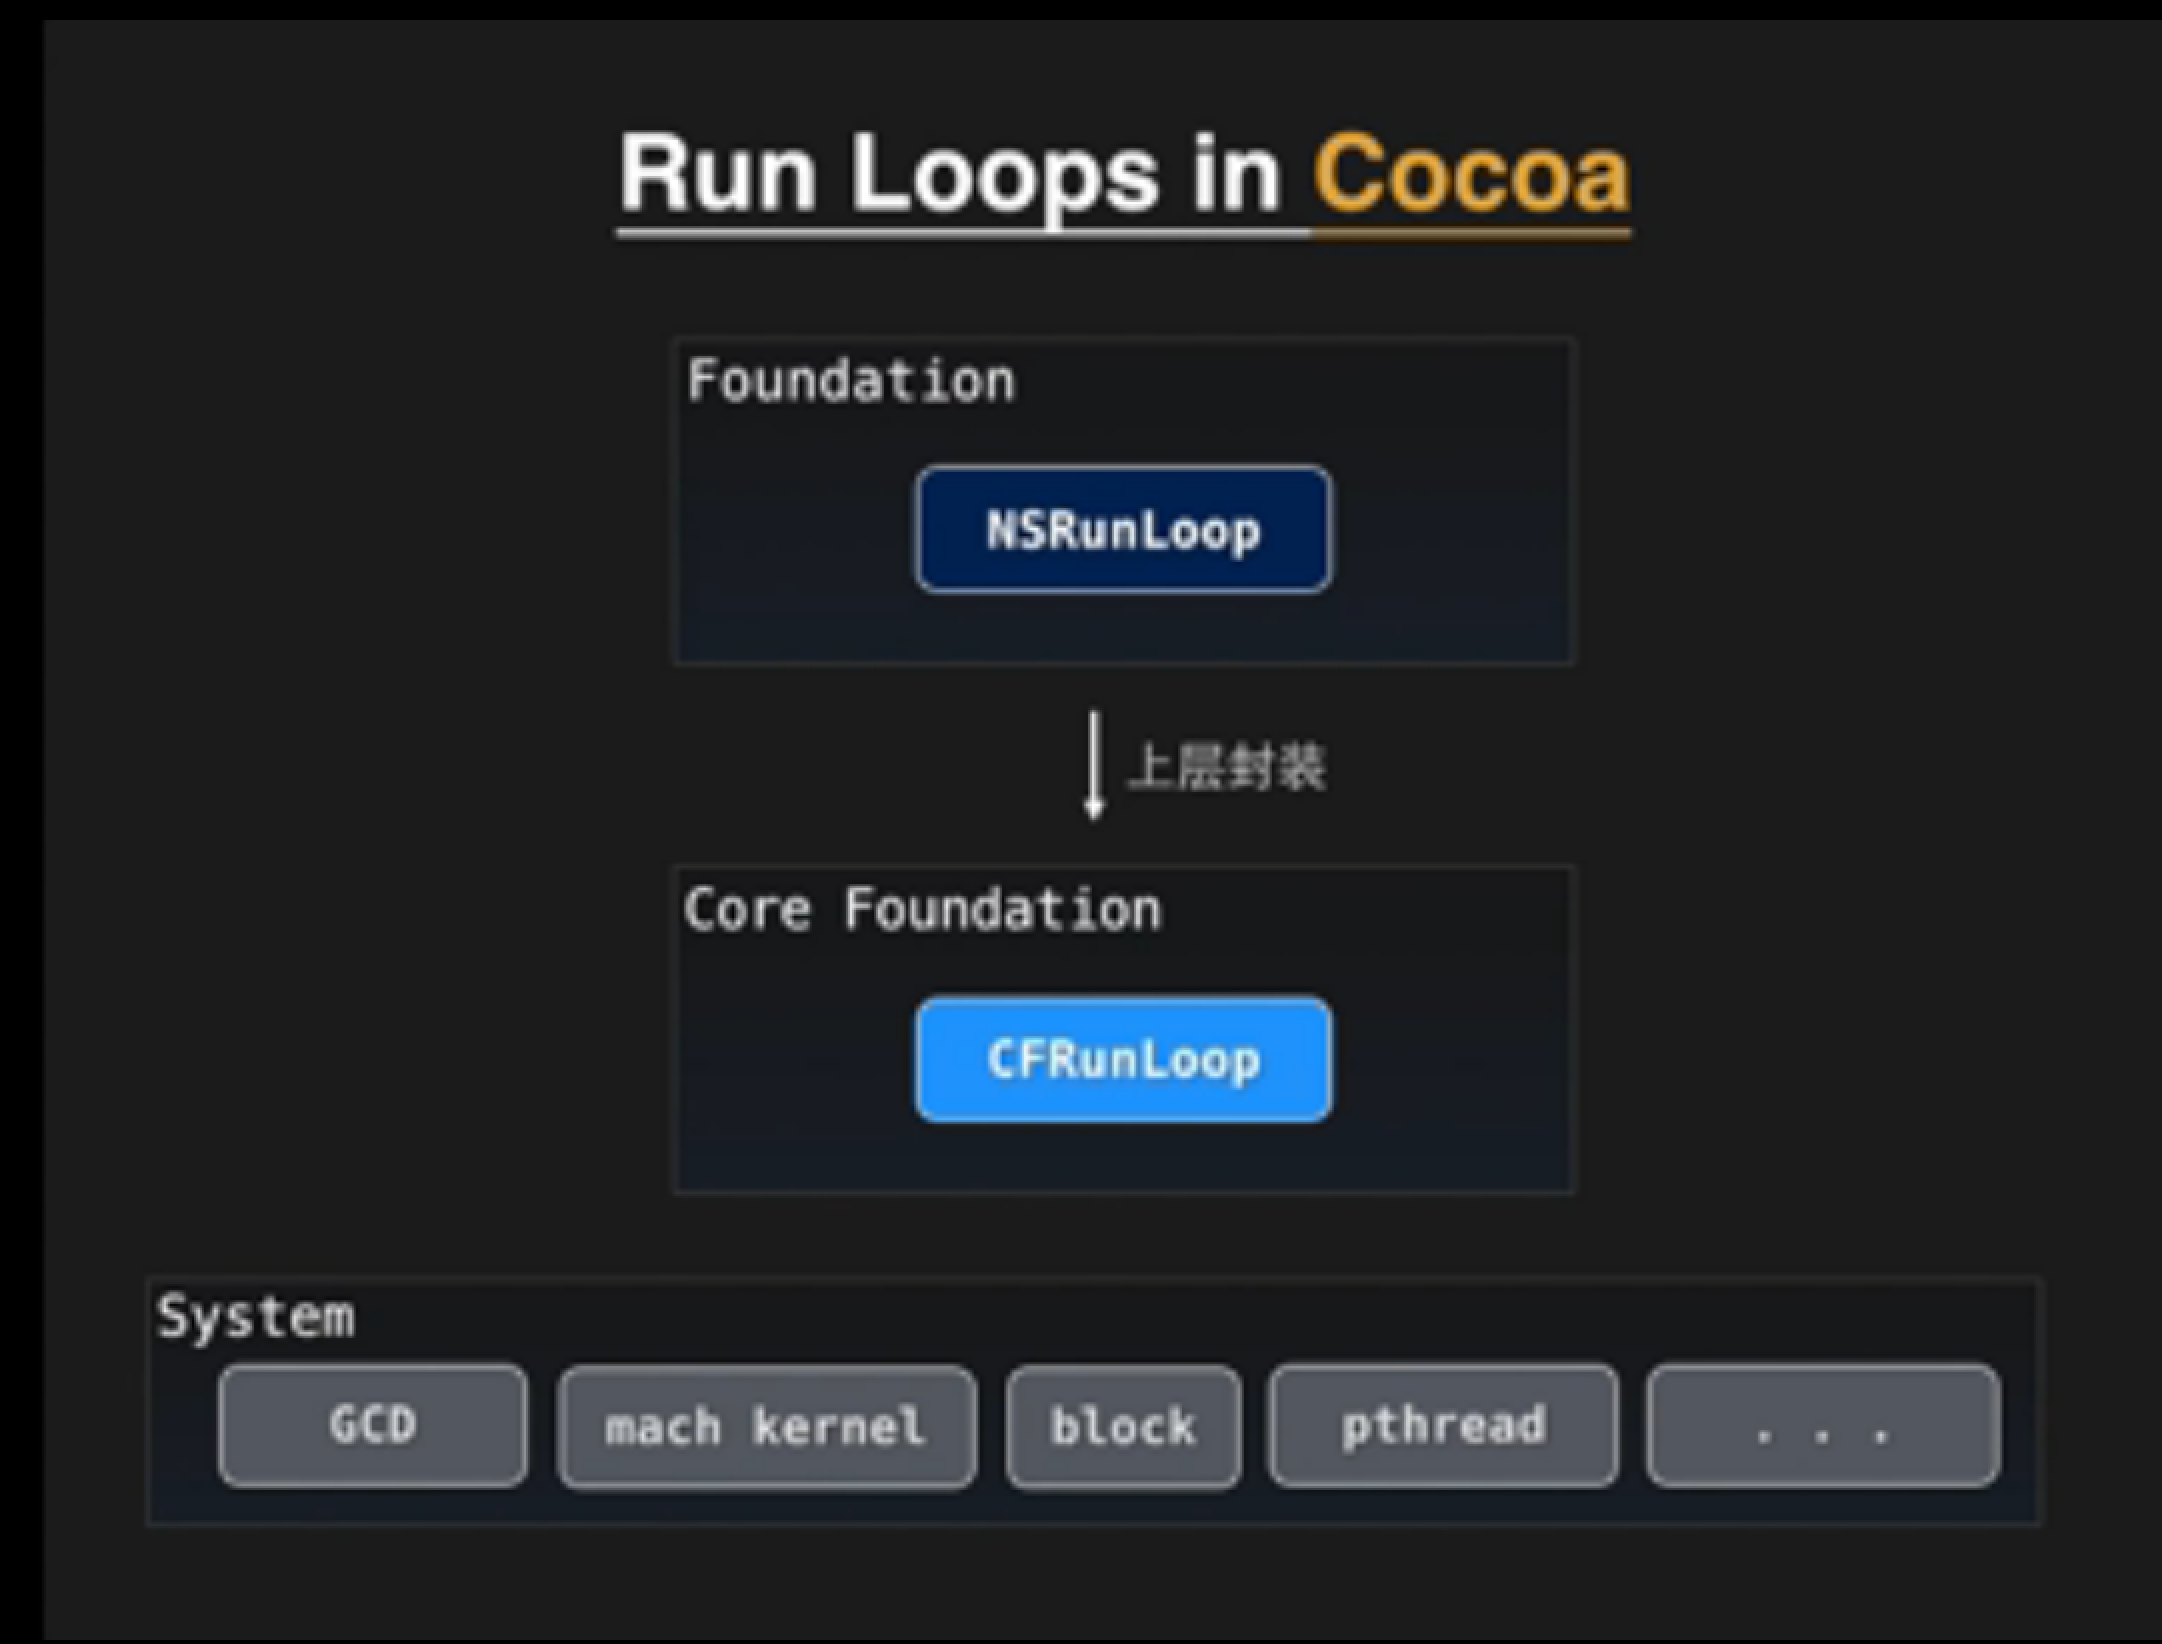 Run Loops in Cocoa
Foundation
NSRunLoop
上层封装
Core Foundation
CFRunLoop
System
GCD
mach kernel
block
pthread
. . .